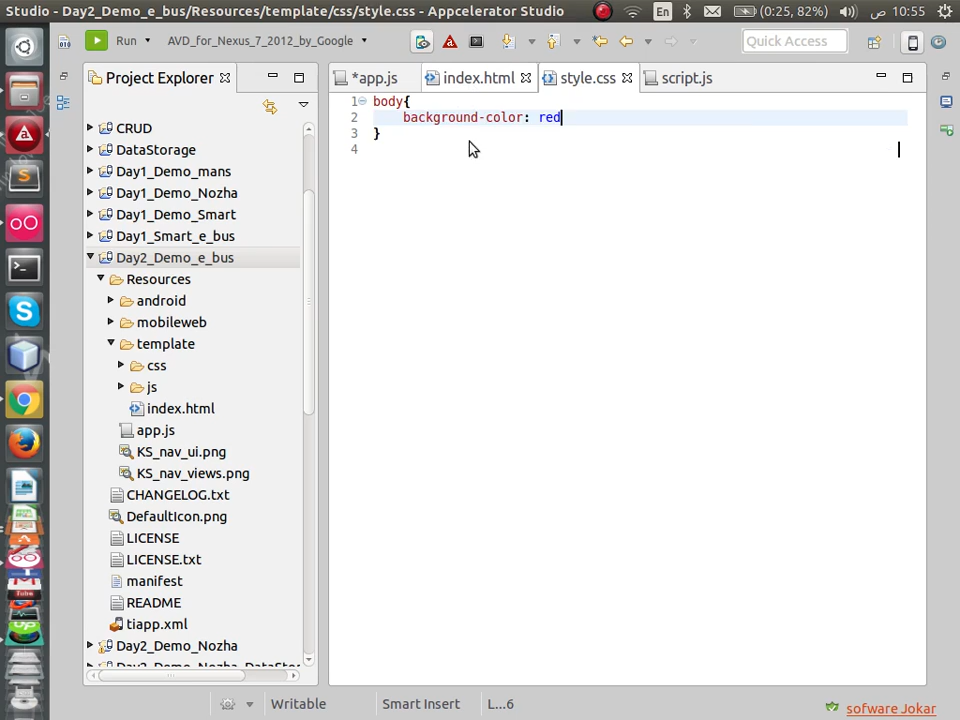 Studio - Day2_Demo_e_bus/Resources/template/css/style.css - Appcelerator Studio
En
(0:25, 82%)
10:55 ص
Run
AVD_for_Nexus_7_2012_by_Google
Quick Access
Project Explorer
*app.js
index.html
style.css
script.js
CRUD
DataStorage
Day1_Demo_mans
Day1_Demo_Nozha
Day1_Demo_Smart
Day1_Smart_e_bus
Day2_Demo_e_bus
Resources
android
mobileweb
template
css
js
index.html
app.js
KS_nav_ui.png
KS_nav_views.png
CHANGELOG.txt
DefaultIcon.png
LICENSE
LICENSE.txt
manifest
README
tiapp.xml
Day2_Demo_Nozha
Day2_Demo_Nozha_DataStor
1 body{
2 background-color: red
3 }
4
Writable
Smart Insert
L...6
sofware Jokar